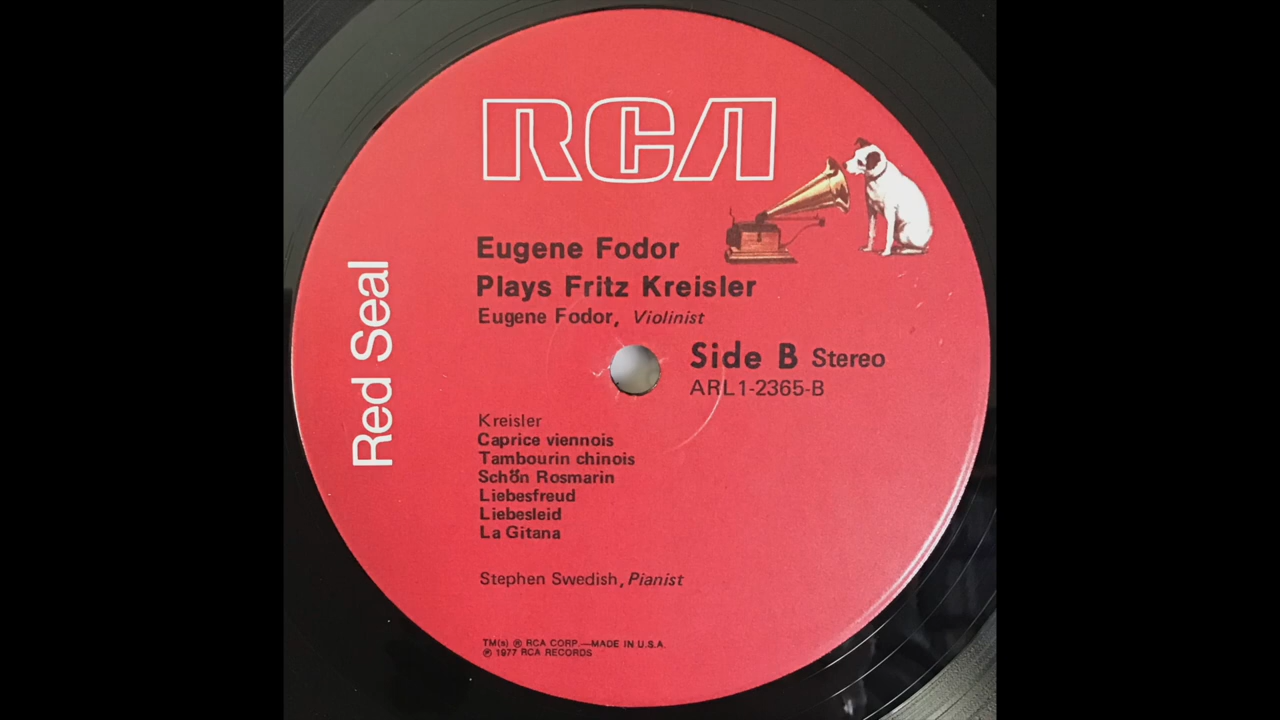 RCA
Eugene Fodor
Plays Fritz Kreisler
Eugene Fodor, Violinist
Red Seal
Side B Stereo
ARL1-2365-B
Kreisler
Caprice viennois
Tambourin chinois
Schön Rosmarin
Liebesfreud
Liebesleid
La Gitana
Stephen Swedish, Pianist
TM(s) ® RCA CORP.—MADE IN U.S.A.
℗ 1977 RCA RECORDS